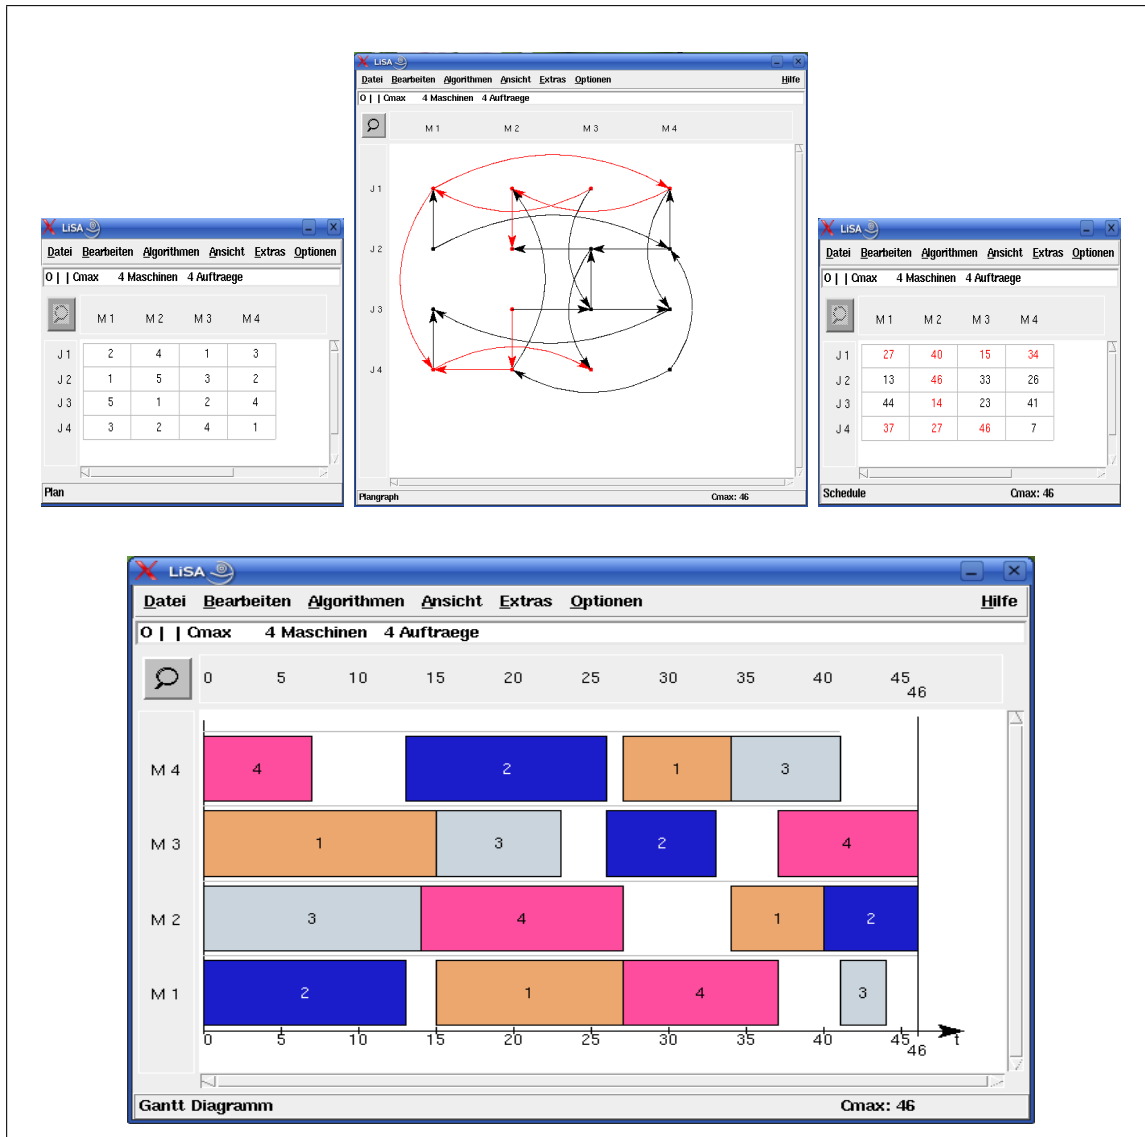 LiSA
Datei Bearbeiten Algorithmen Ansicht Extras Optionen Hilfe
O | | Cmax 4 Maschinen 4 Auftraege
M 1 M 2 M 3 M 4
J 1
J 2
J 3
J 4
Plangraph Cmax: 46
LiSA
Datei Bearbeiten Algorithmen Ansicht Extras Optionen
O | | Cmax 4 Maschinen 4 Auftraege
M 1 M 2 M 3 M 4
J 1 2 4 1 3
J 2 1 5 3 2
J 3 5 1 2 4
J 4 3 2 4 1
Plan
LiSA
Datei Bearbeiten Algorithmen Ansicht Extras Optionen
O | | Cmax 4 Maschinen 4 Auftraege
M 1 M 2 M 3 M 4
J 1 27 40 15 34
J 2 13 46 33 26
J 3 44 14 23 41
J 4 37 27 46 7
Schedule Cmax: 46
LiSA
Datei Bearbeiten Algorithmen Ansicht Extras Optionen Hilfe
O | | Cmax 4 Maschinen 4 Auftraege
0 5 10 15 20 25 30 35 40 45
46
M 4 4 2 1 3
M 3 1 3 2 4
M 2 3 4 1 2
M 1 2 1 4 3
0 5 10 15 20 25 30 35 40 45 t
46
Gantt Diagramm Cmax: 46